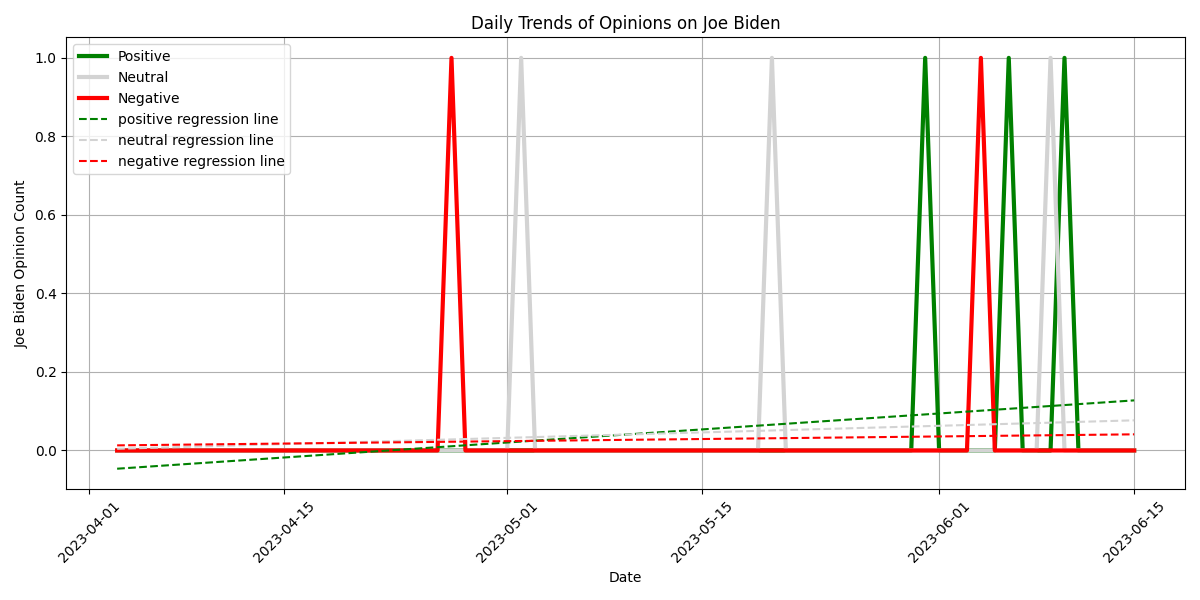 Daily Trends of Opinions on Joe Biden
Positive
Neutral
Negative
positive regression line
neutral regression line
negative regression line
Joe Biden Opinion Count
1.0
0.8
0.6
0.4
0.2
0.0
2023-04-01
2023-04-15
2023-05-01
2023-05-15
2023-06-01
2023-06-15
Date